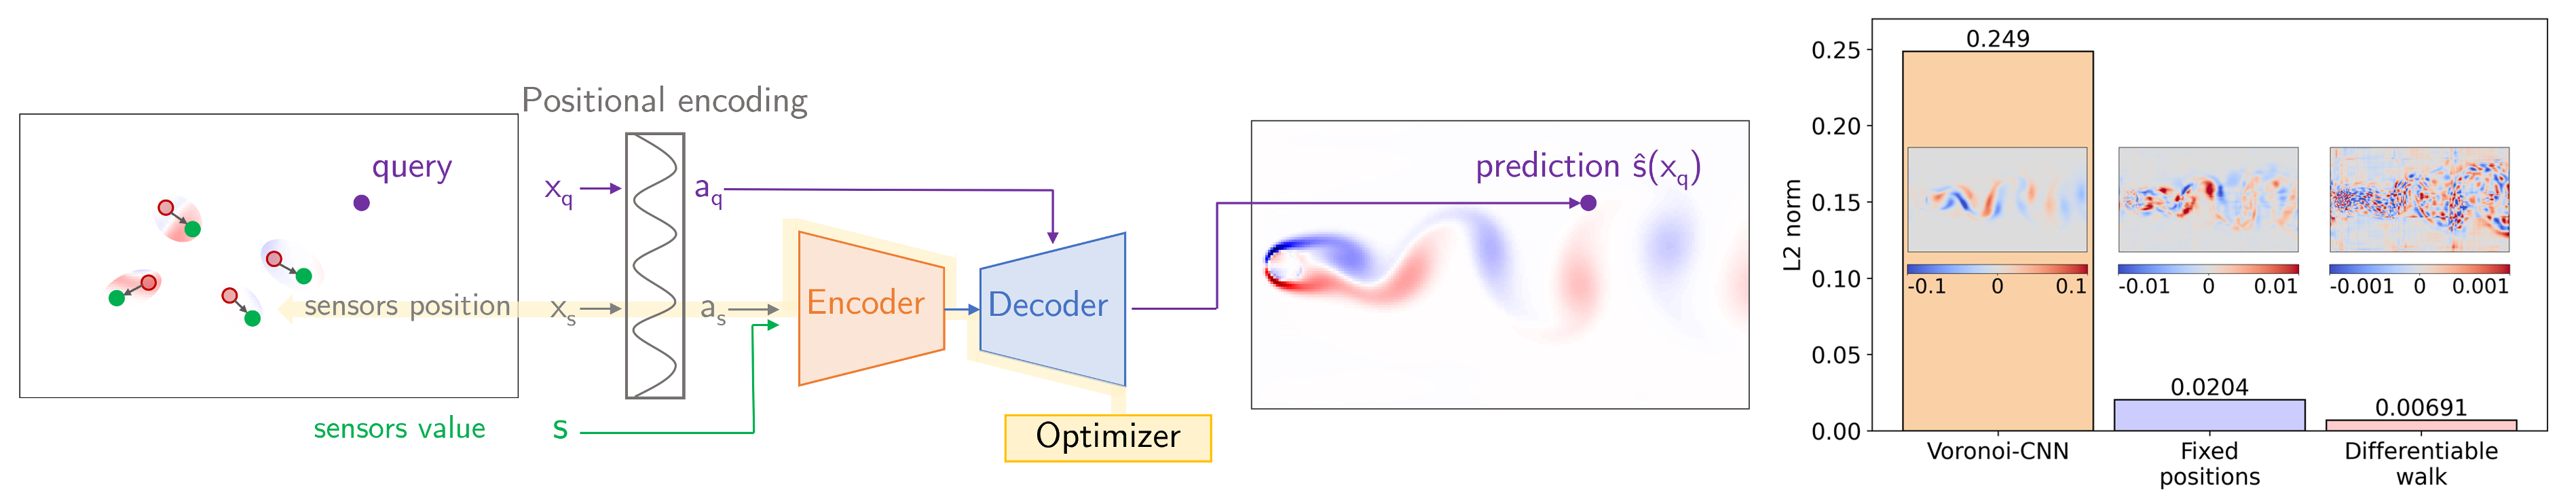 Positional encoding
query
sensors position
sensors value
x_q
a_q
x_s
a_s
s
Encoder
Decoder
Optimizer
prediction ŝ(x_q)
L2 norm
0.25
0.20
0.15
0.10
0.05
0.00
0.249
0.0204
0.00691
-0.1 0 0.1
-0.01 0 0.01
-0.001 0 0.001
Voronoi-CNN
Fixed
positions
Differentiable
walk